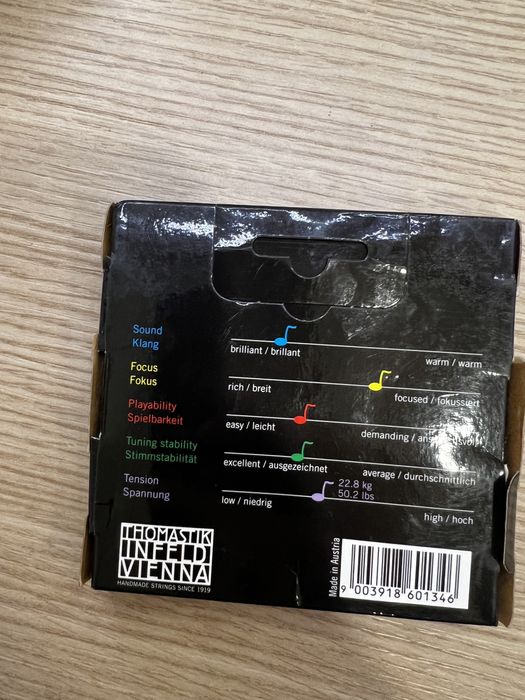 Sound
Klang
brilliant / brillant
warm / warm
Focus
Fokus
rich / breit
focused / fokussiert
Playability
Spielbarkeit
easy / leicht
demanding /
Tuning stability
Stimmstabilität
excellent / ausgezeichnet
average / durchschnittlich
Tension
Spannung
22.8 kg
50.2 lbs
low / niedrig
high / hoch
THOMASTIK
INFELD
VIENNA
HANDMADE STRINGS SINCE 1919
Made in Austria
9 003918 601346